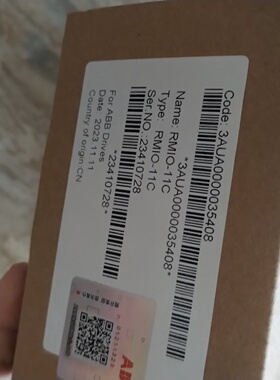 Code: 3AUA0000035408
*3AUA0000035408*
Name: RMIO-11C
Type: RMIO-11C
Ser.NO.:23410728
*23410728*
For ABB Drives
Date 2023.11.11
Country of origin:CN
AB